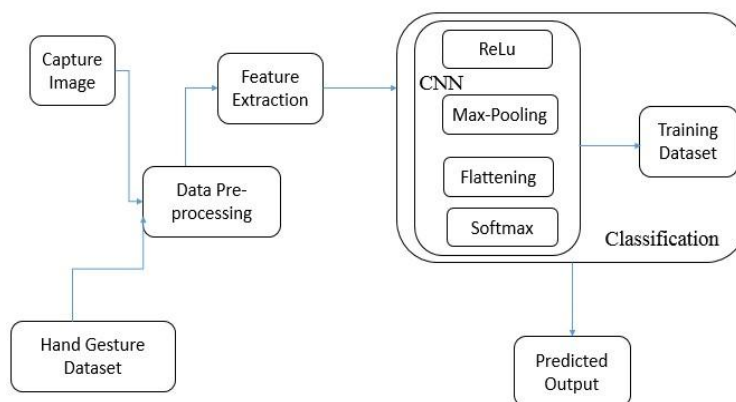 Capture
Image
Feature
Extraction
Data Pre-
processing
Hand Gesture
Dataset
CNN
ReLu
Max-Pooling
Flattening
Softmax
Training
Dataset
Classification
Predicted
Output